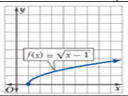 y
f(x) = √x − 1
O
x